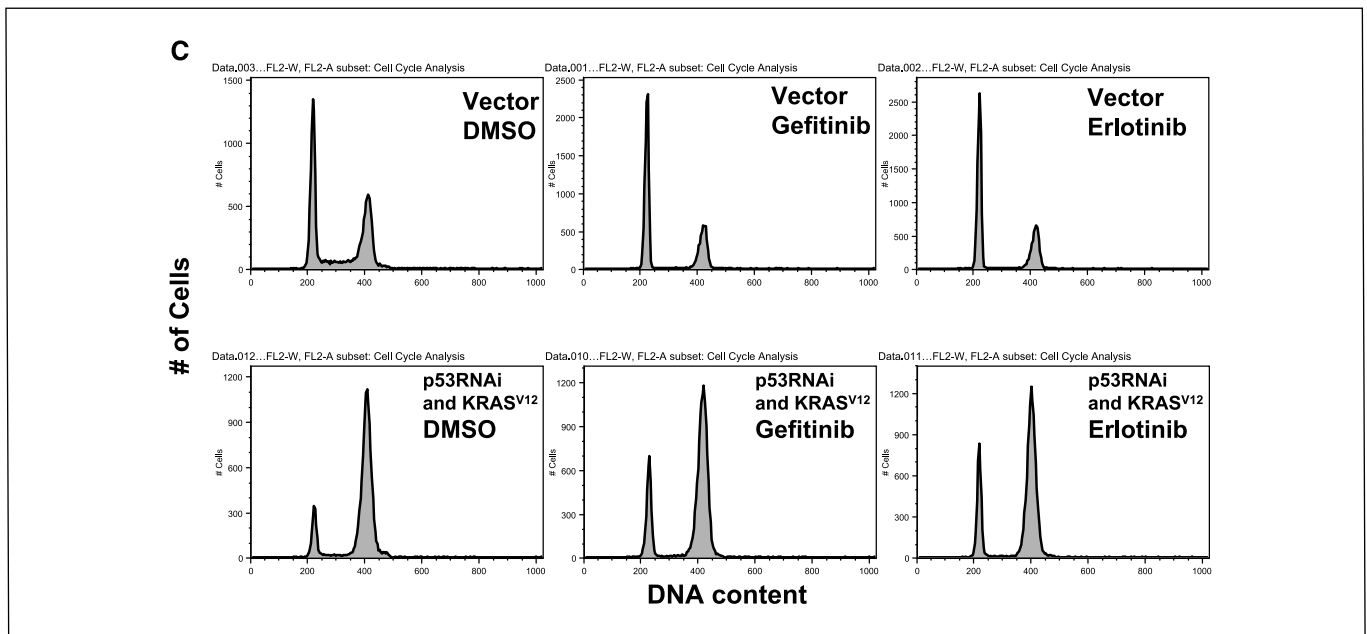 C
# of Cells
Data.003...FL2-W, FL2-A subset: Cell Cycle Analysis
1500
1000
500
0
# Cells
Vector
DMSO
0 200 400 600 800 1000
Data.001...FL2-W, FL2-A subset: Cell Cycle Analysis
2500
2000
1500
1000
500
0
# Cells
Vector
Gefitinib
0 200 400 600 800 1000
Data.002...FL2-W, FL2-A subset: Cell Cycle Analysis
2500
2000
1500
1000
500
0
# Cells
Vector
Erlotinib
0 200 400 600 800 1000
Data.012...FL2-W, FL2-A subset: Cell Cycle Analysis
1200
900
600
300
0
# Cells
p53RNAi
and KRASV12
DMSO
0 200 400 600 800 1000
Data.010...FL2-W, FL2-A subset: Cell Cycle Analysis
1200
900
600
300
0
# Cells
p53RNAi
and KRASV12
Gefitinib
0 200 400 600 800 1000
Data.011...FL2-W, FL2-A subset: Cell Cycle Analysis
1200
900
600
300
0
# Cells
p53RNAi
and KRASV12
Erlotinib
0 200 400 600 800 1000
DNA content